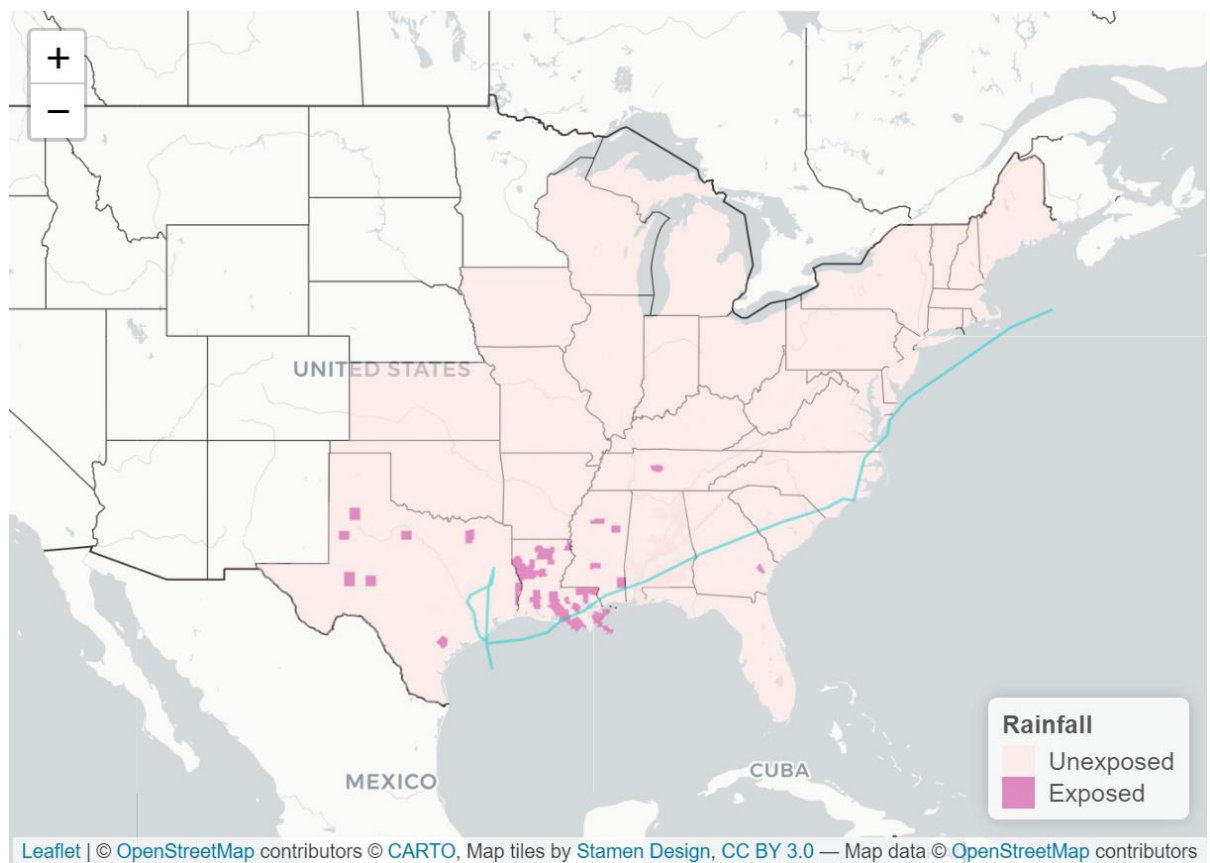 +
−
UNITED STATES
MEXICO
CUBA
Rainfall
Unexposed
Exposed
Leaflet | © OpenStreetMap contributors © CARTO, Map tiles by Stamen Design, CC BY 3.0 — Map data © OpenStreetMap contributors